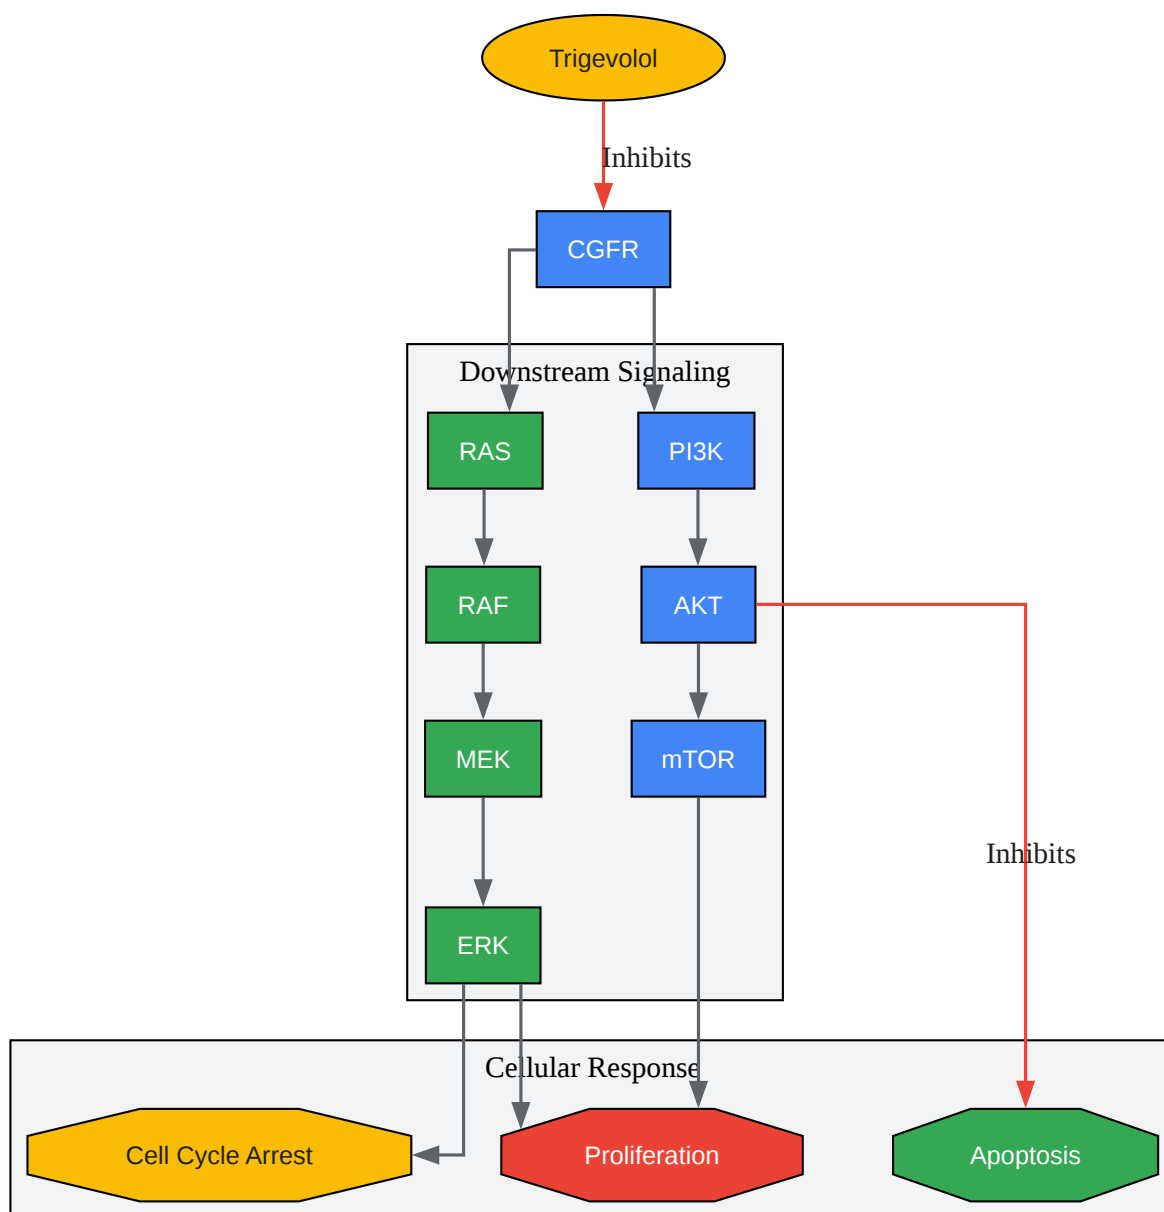 Trigevolol
Inhibits
CGFR
Downstream Signaling
RAS
PI3K
RAF
AKT
MEK
mTOR
Inhibits
ERK
Cellular Response
Cell Cycle Arrest
Proliferation
Apoptosis